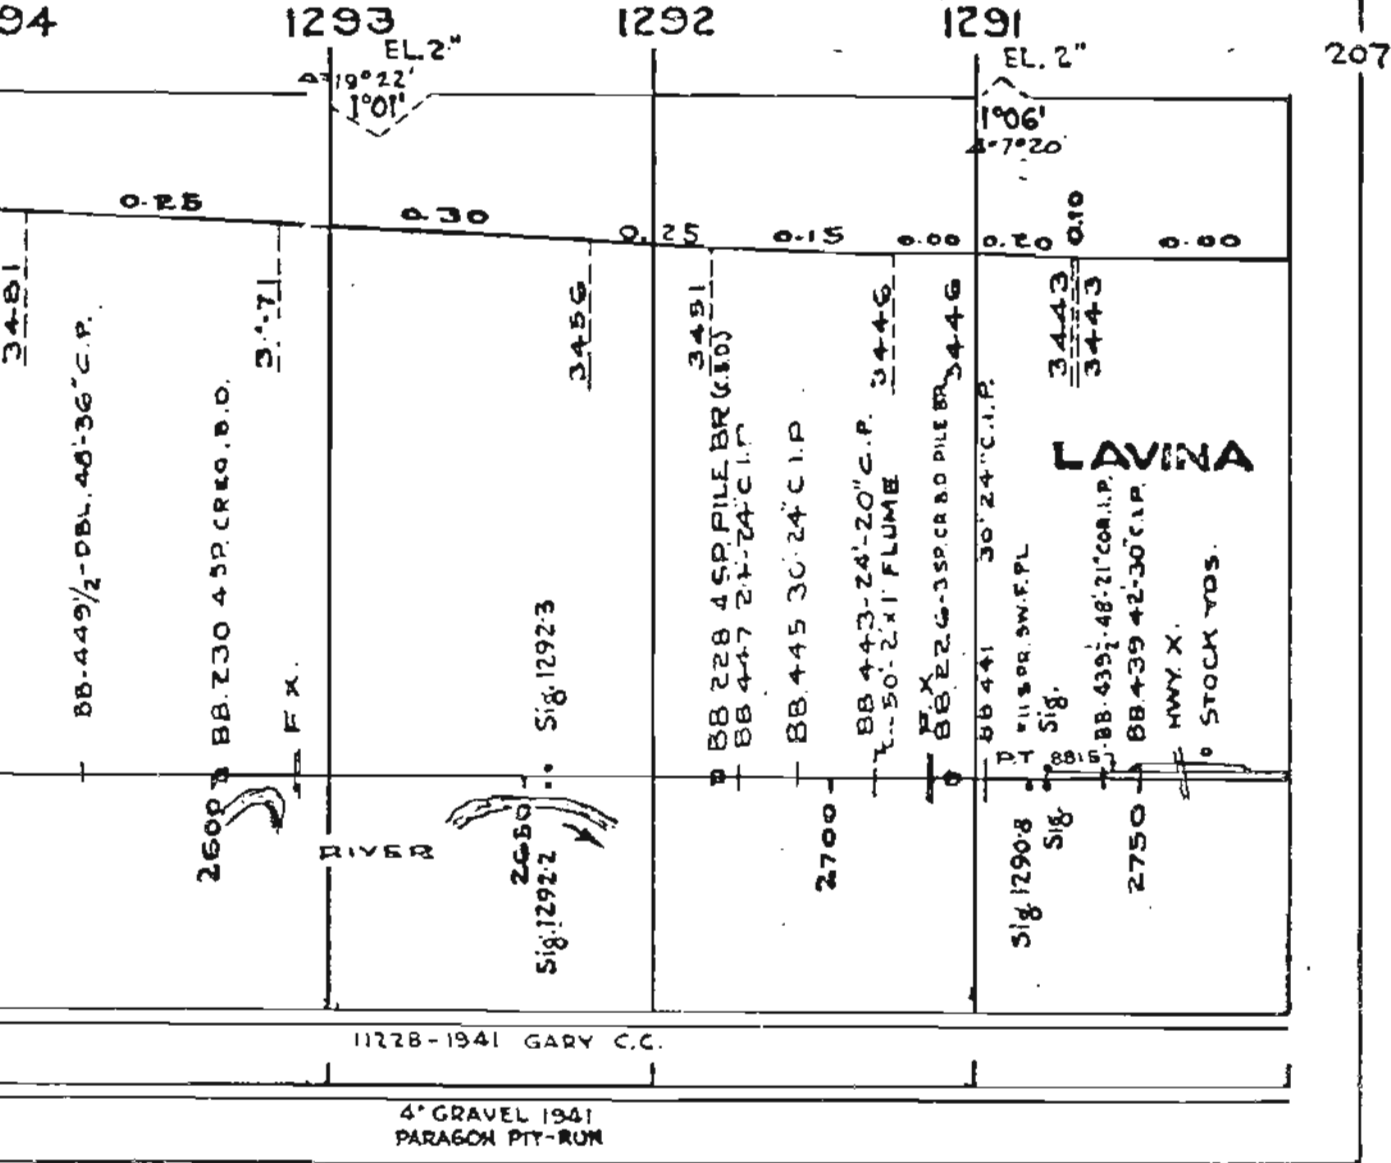 94 1293 1292 1291
207
EL. 2"
EL. 2"
19°22'
1°01'
1°06'
7°20'
0.25
0.30
0.25
0.15
0.00
0.20
0.10
0.00
3481
3456
3451
3446
3446
3443
3443
LAVINA
BB-449½-DBL.48'-36"C.P.
BB.230 4 SP. CREO. B.D.
F X.
Sig. 1292.3
BB 228 4 SP. PILE BR
BB 447 24"C.I.P
BB.445 30'24"C I.P
BB 443-24'-20"C.P.
50'-2'x1' FLUME
P. X
BB 226-3 SP. CR B.D PILE BR
BB 441 30'24"C.I.P.
#11 S PR. SW. F. PL
Sig.
BB.439½-48'-21"COR.I.P.
BB.439 42'-30"C.I.P.
HWY. X.
STOCK YDS.
P.T 8815
2600
RIVER
2650
Sig. 1292.2
2700
Sig. 1290.8
Sig
2750
11228-1941 GARY C.C.
4" GRAVEL 1941
PARAGON PIT-RUN